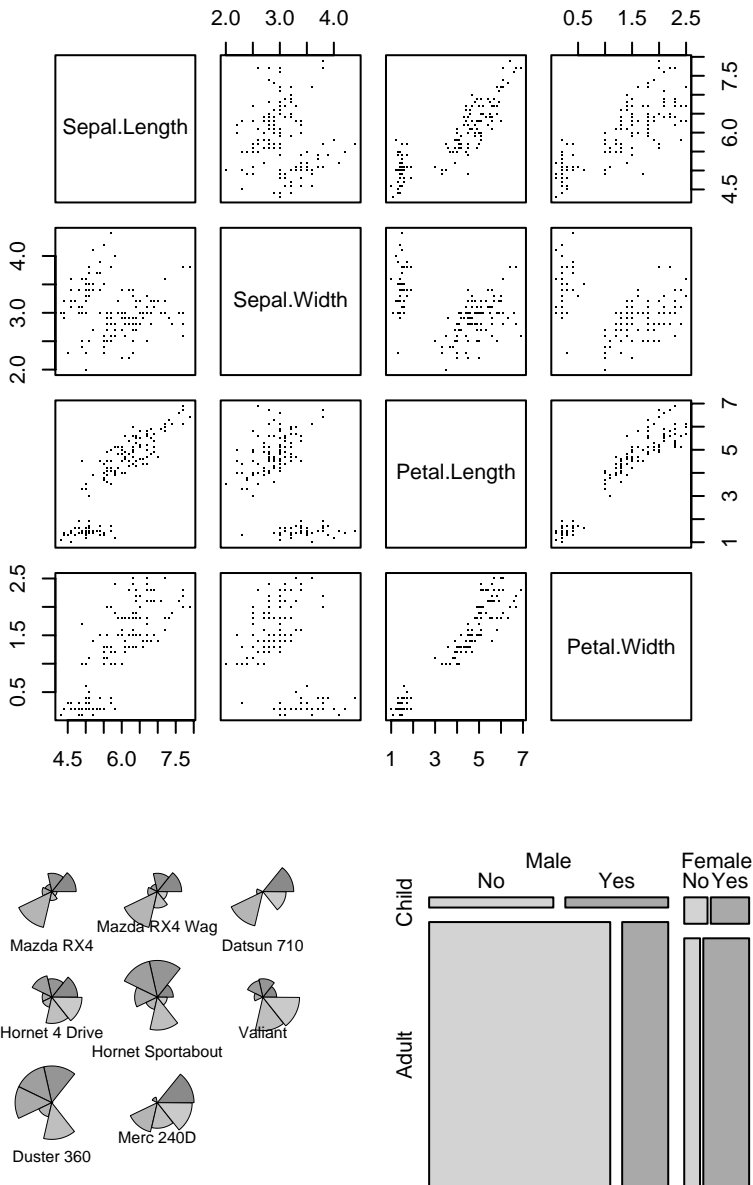 2.0 3.0 4.0 0.5 1.5 2.5
Sepal.Length
4.5 6.0 7.5
2.0 3.0 4.0
Sepal.Width
Petal.Length
1 3 5 7
0.5 1.5 2.5
Petal.Width
4.5 6.0 7.5 1 3 5 7
Mazda RX4
Mazda RX4 Wag
Datsun 710
Hornet 4 Drive
Hornet Sportabout
Valiant
Duster 360
Merc 240D
Male Female
No Yes No Yes
Child
Adult